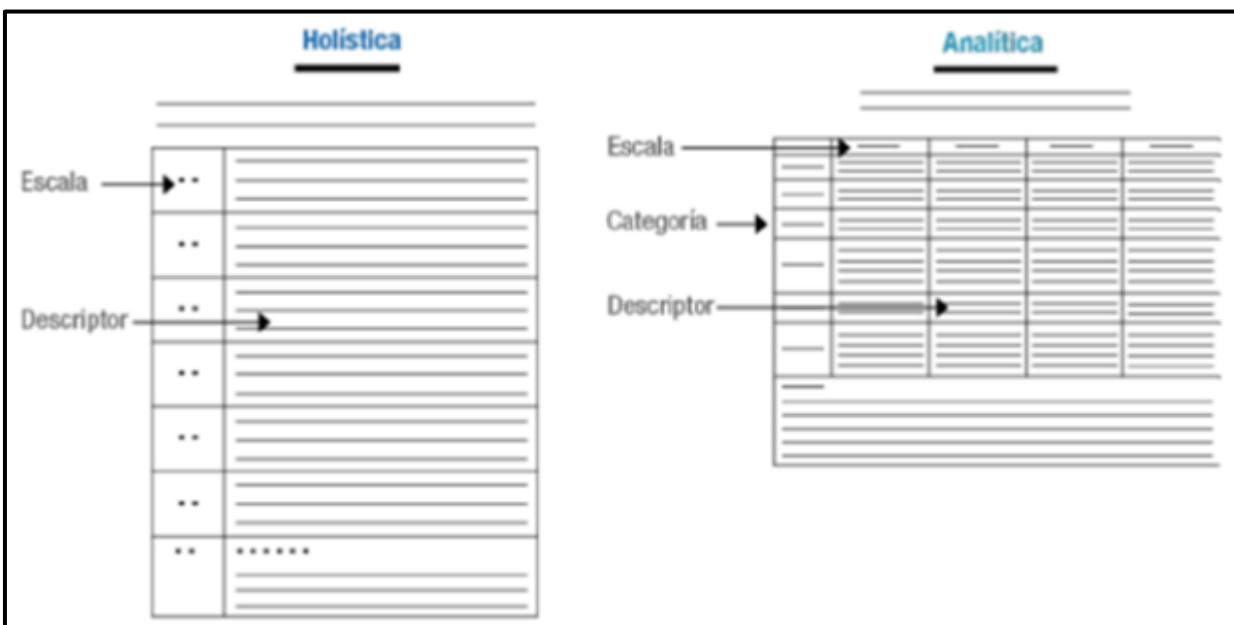 Holística
Escala
Descriptor
Analítica
Escala
Categoría
Descriptor